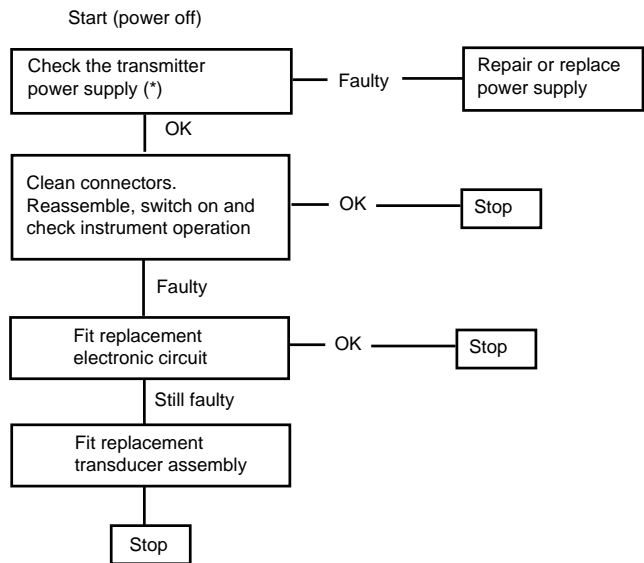 Start (power off)
Check the transmitter
power supply (*)
Faulty
Repair or replace
power supply
OK
Clean connectors.
Reassemble, switch on and
check instrument operation
OK
Stop
Faulty
Fit replacement
electronic circuit
OK
Stop
Still faulty
Fit replacement
transducer assembly
Stop